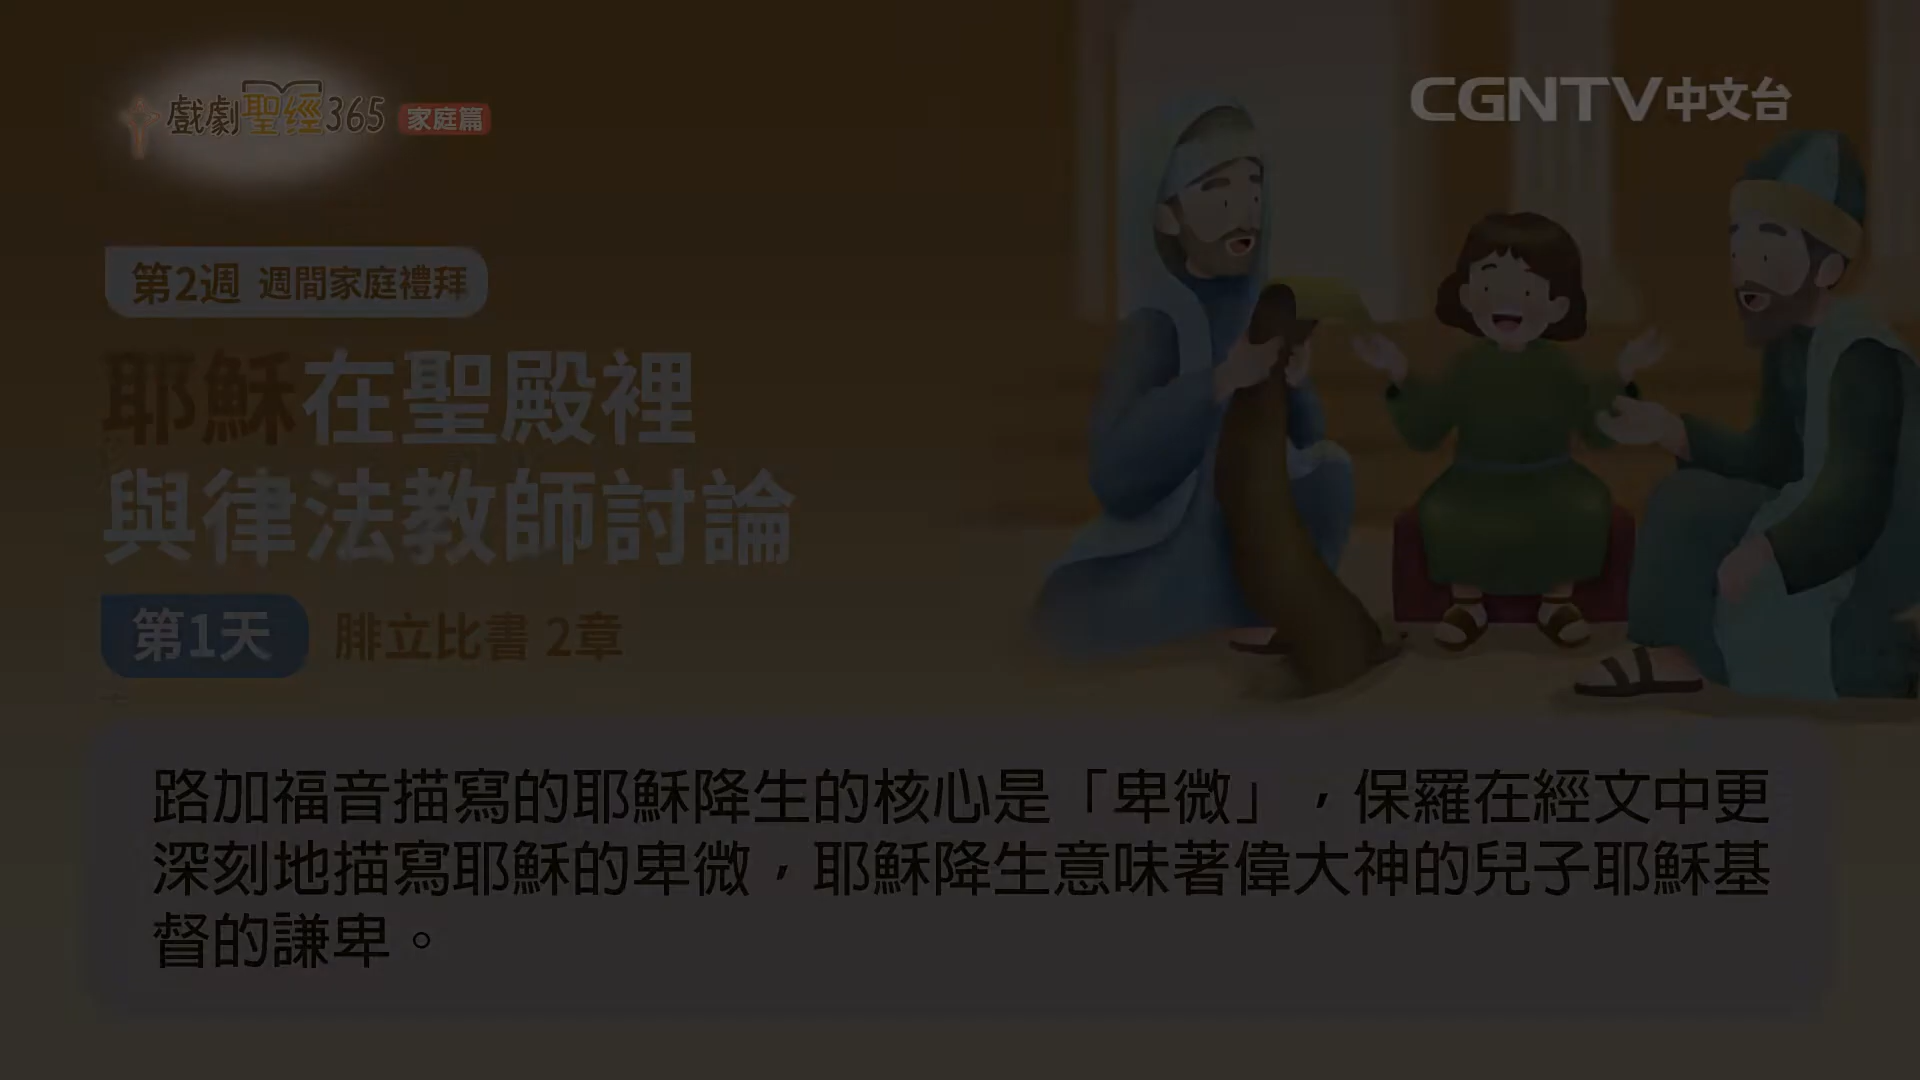 戲劇聖經365 家庭篇
CGNTV中文台
第2週 週間家庭禮拜
耶穌在聖殿裡
與律法教師討論
第1天 腓立比書 2章
路加福音描寫的耶穌降生的核心是「卑微」，保羅在經文中更
深刻地描寫耶穌的卑微，耶穌降生意味著偉大神的兒子耶穌基
督的謙卑。